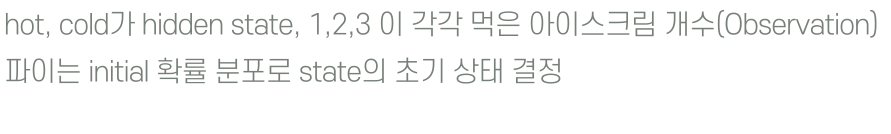 hot, cold가 hidden state, 1,2,3 이 각각 먹은 아이스크림 개수(Observation)
파이는 initial 확률 분포로 state의 초기 상태 결정